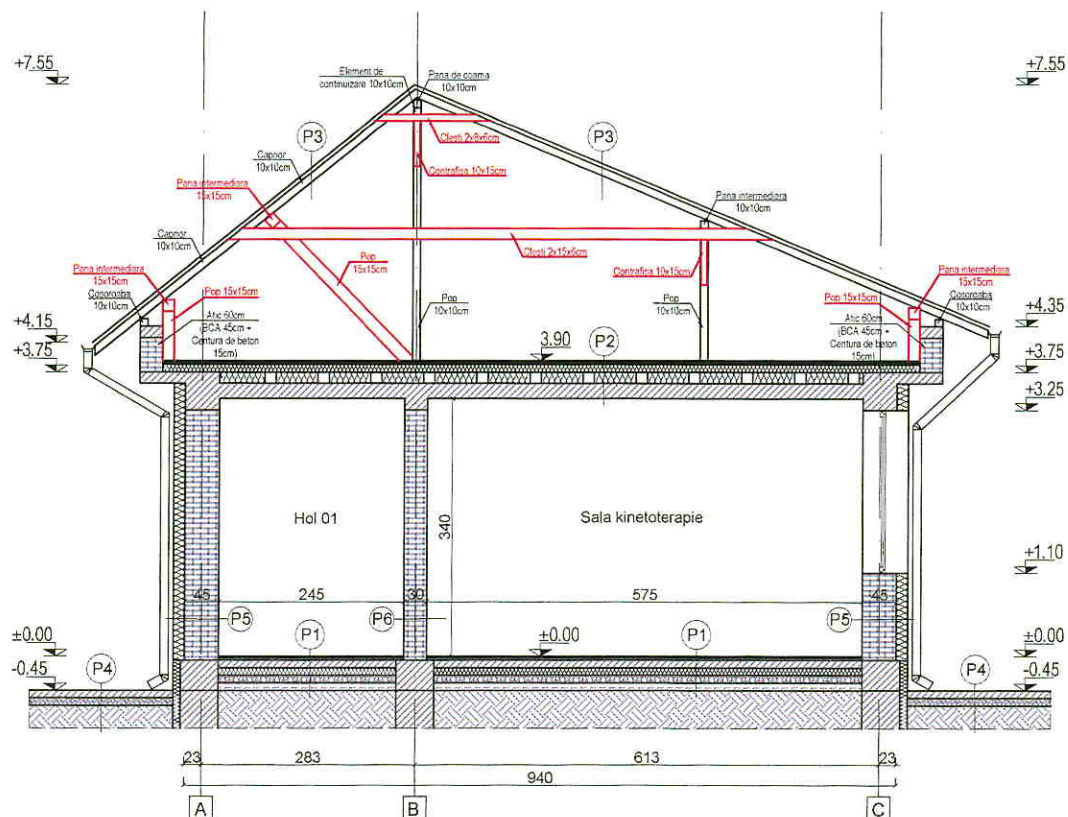 +7.55
Element de
continuizare 10x10cm
Pana de coama
10x10cm
+7.55
P3
Clesti 2x8x6cm
P3
Caprior
10x10cm
Contrafisa 10x15cm
Pana intermediara
15x15cm
Pana intermediara
10x10cm
Caprior
10x10cm
Clesti 2x15x6cm
Pana intermediara
15x15cm
Pop
15x15cm
Contrafisa 10x15cm
Pana intermediara
15x15cm
Cosoroaba
10x10cm
Pop 15x15cm
Pop
10x10cm
Pop
10x10cm
Pop 15x15cm
Cosoroaba
10x10cm
+4.15
Atic 60cm
(BCA 45cm +
Centura de beton
15cm)
Atic 60cm
(BCA 45cm +
Centura de beton
15cm)
+4.35
+3.75
3.90
P2
+3.75
+3.25
Hol 01
340
Sala kinetoterapie
+1.10
45
245
30
575
45
P5
P6
P5
±0.00
P1
±0.00
P1
±0.00
-0.45
P4
-0.45
P4
23
283
613
23
940
A
B
C